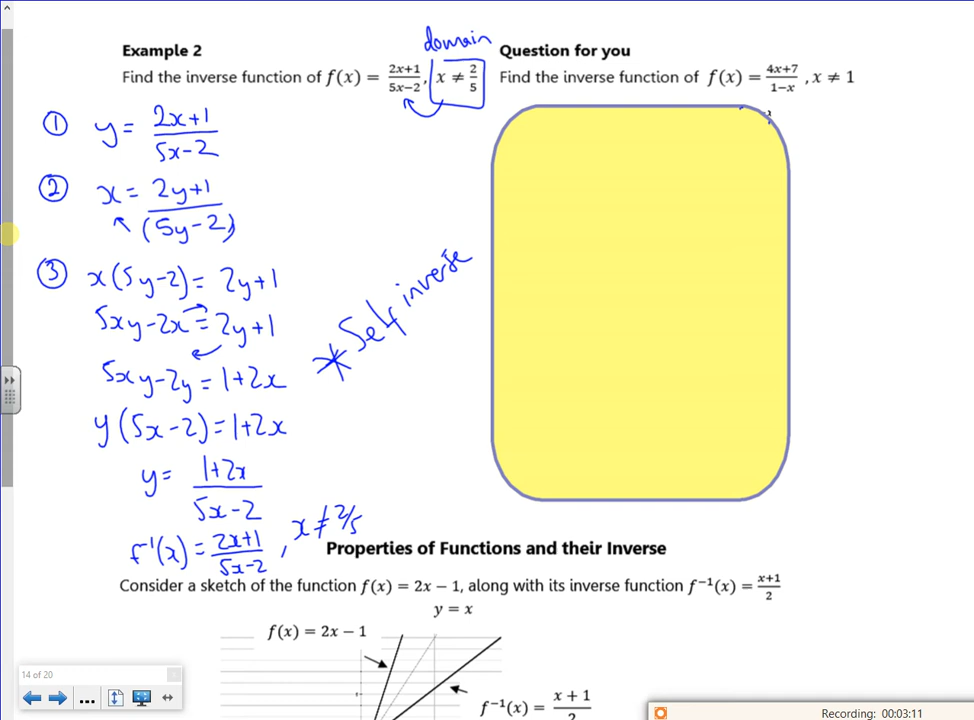 Example 2
Find the inverse function of f(x) = 2x+1/5x−2, x ≠ 2/5
domain
① y = 2x+1/5x-2
② x = 2y+1/(5y-2)
③ x(5y-2) = 2y+1
5xy-2x = 2y+1
5xy-2y = 1+2x
y(5x-2) = 1+2x
y = 1+2x/5x-2
f⁻¹(x) = 2x+1/5x-2, x ≠ 2/5
* Self inverse
Question for you
Find the inverse function of f(x) = 4x+7/1−x, x ≠ 1
Properties of Functions and their Inverse
Consider a sketch of the function f(x) = 2x − 1, along with its inverse function f⁻¹(x) = x+1/2
y = x
f(x) = 2x − 1
f⁻¹(x) = x + 1/2
14 of 20
...
Recording: 00:03:11